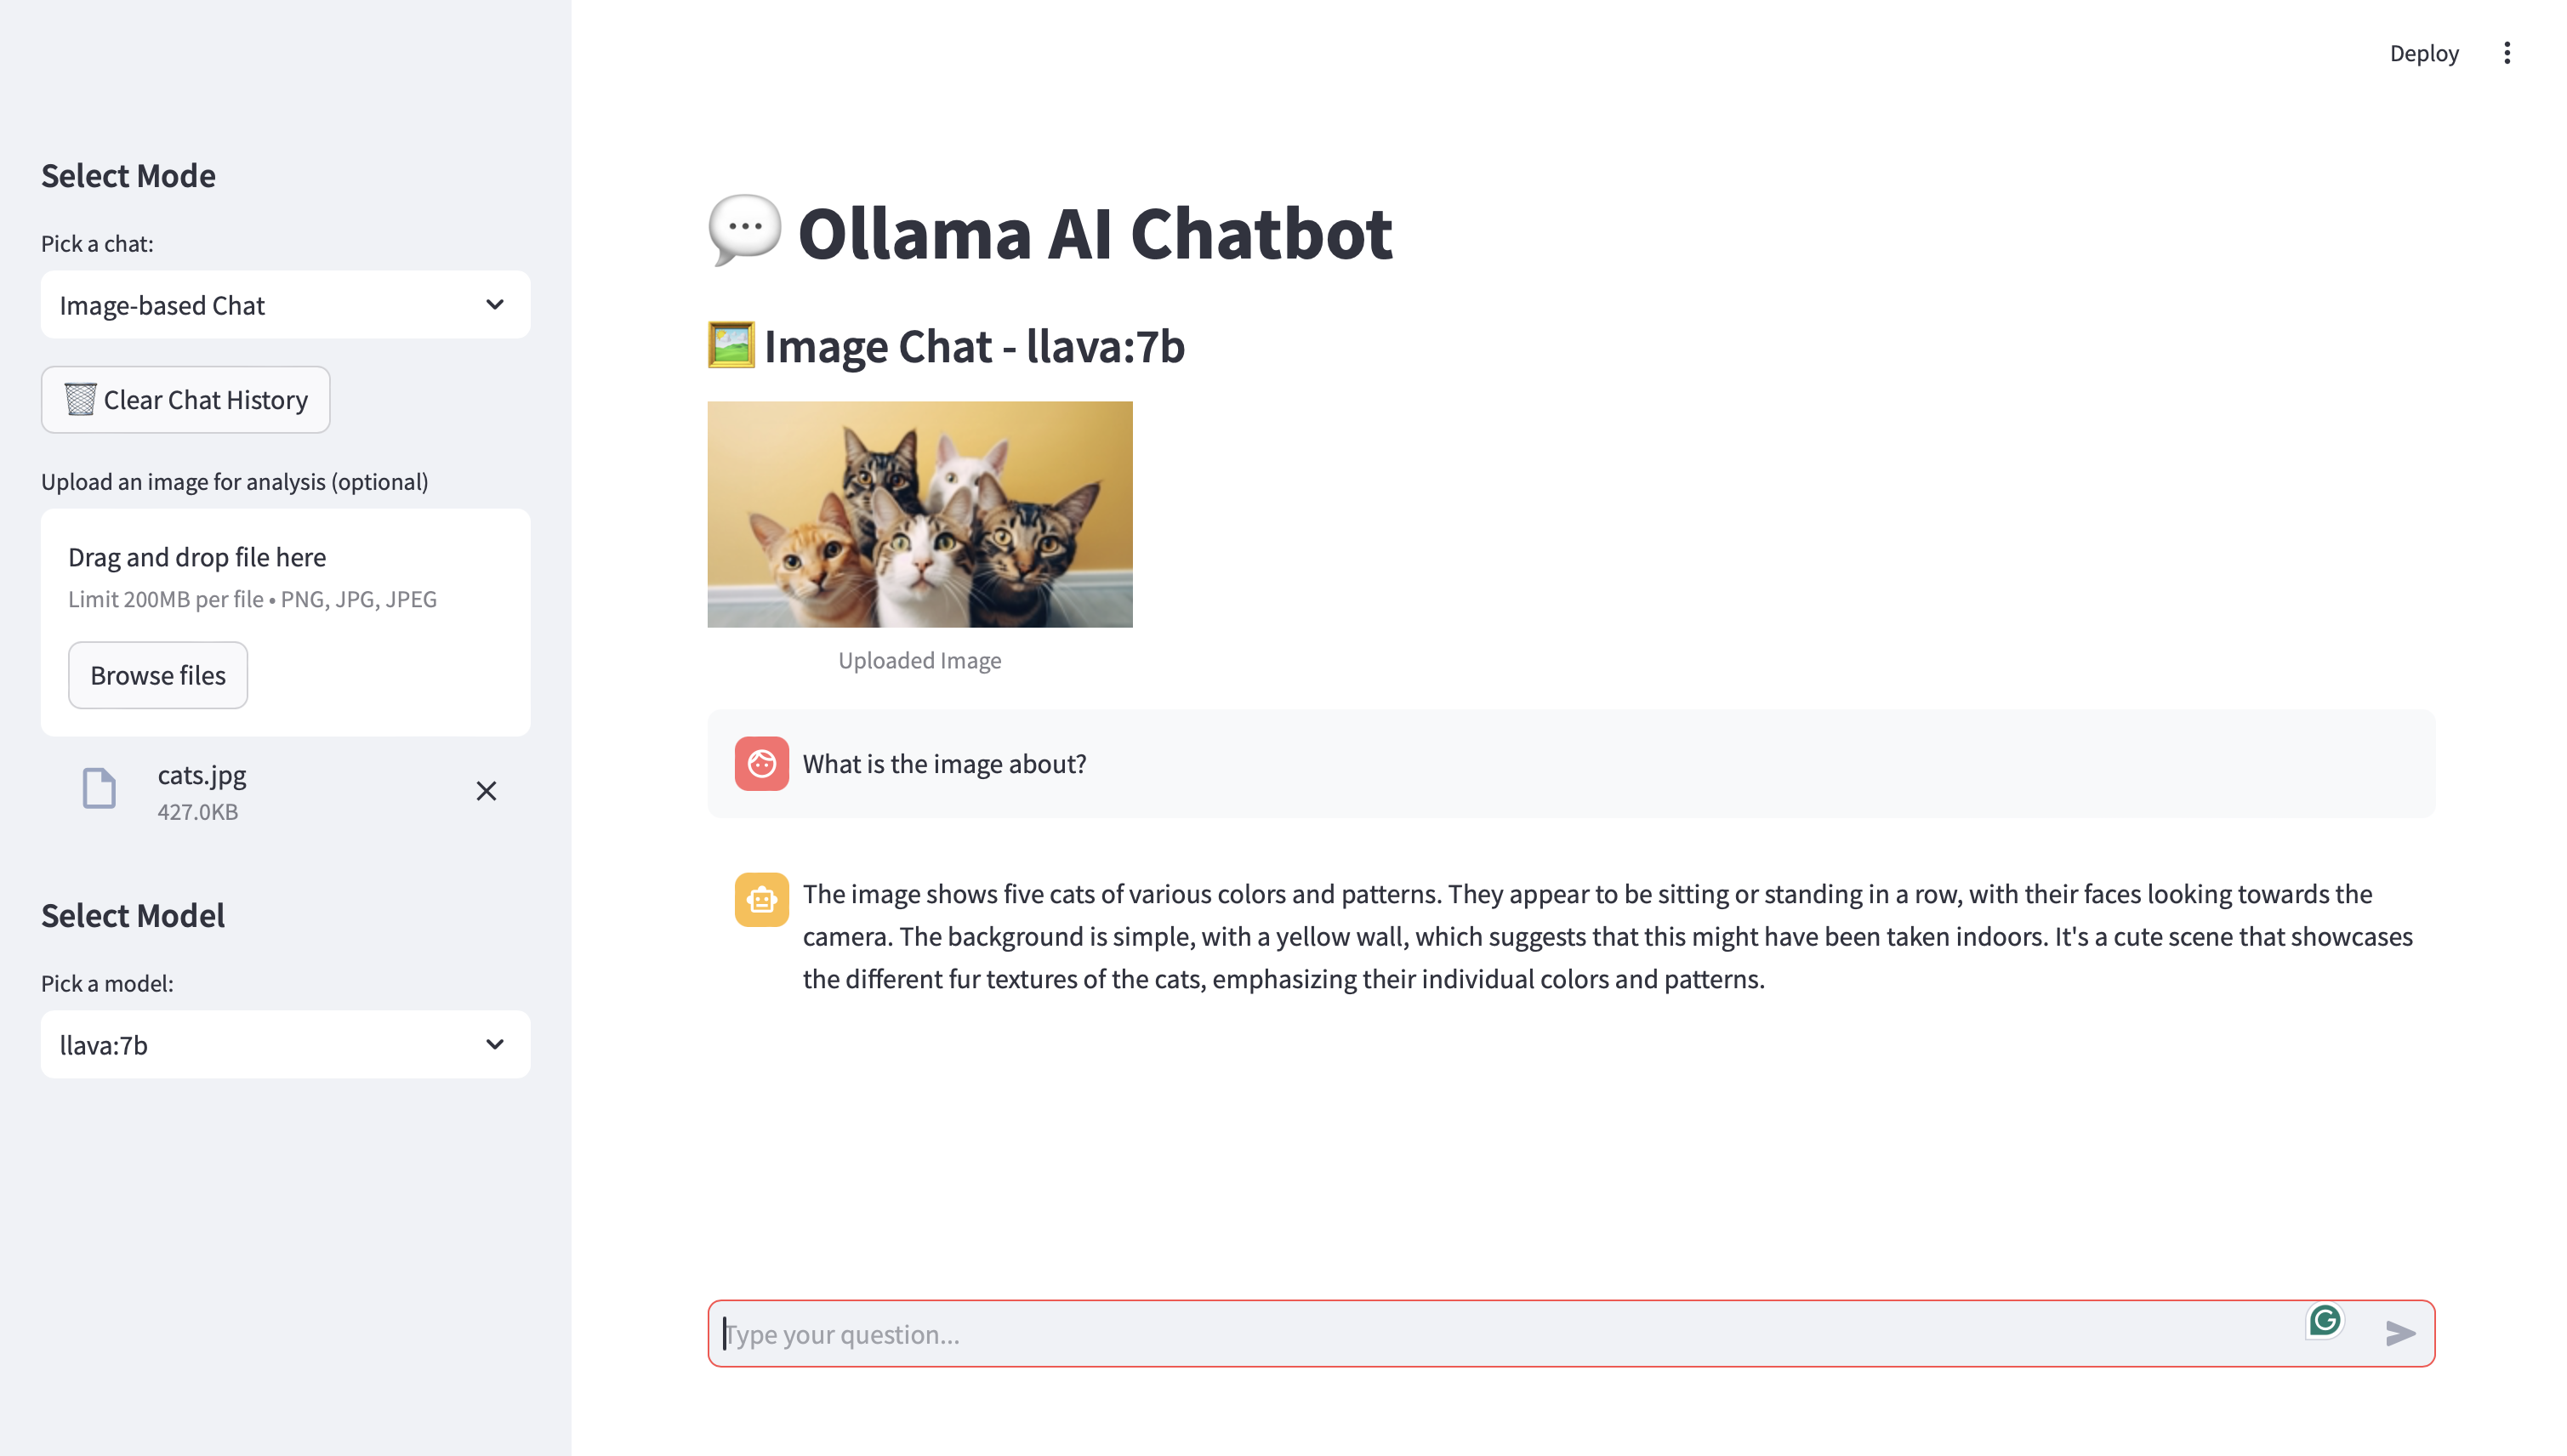 Deploy
Select Mode
Pick a chat:
Image-based Chat
Clear Chat History
Upload an image for analysis (optional)
Drag and drop file here
Limit 200MB per file • PNG, JPG, JPEG
Browse files
cats.jpg
427.0KB
Select Model
Pick a model:
llava:7b
Ollama AI Chatbot
Image Chat - llava:7b
Uploaded Image
What is the image about?
The image shows five cats of various colors and patterns. They appear to be sitting or standing in a row, with their faces looking towards the
camera. The background is simple, with a yellow wall, which suggests that this might have been taken indoors. It's a cute scene that showcases
the different fur textures of the cats, emphasizing their individual colors and patterns.
Type your question...